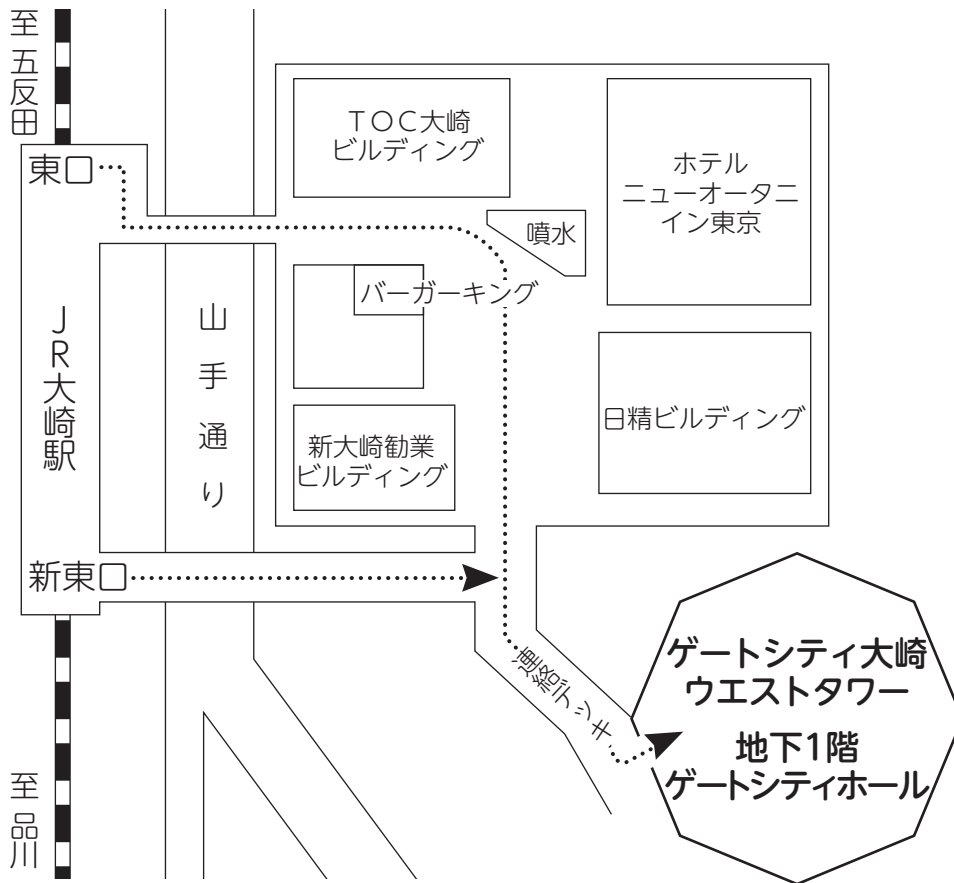 至 五反田
TOC大崎
ビルディング
ホテル
ニューオータニ
イン東京
東口
噴水
バーガーキング
JR大崎駅
山手通り
日精ビルディング
新大崎勧業
ビルディング
新東口
連絡デッキ
ゲートシティ大崎
ウエストタワー
地下1階
ゲートシティホール
至 品川